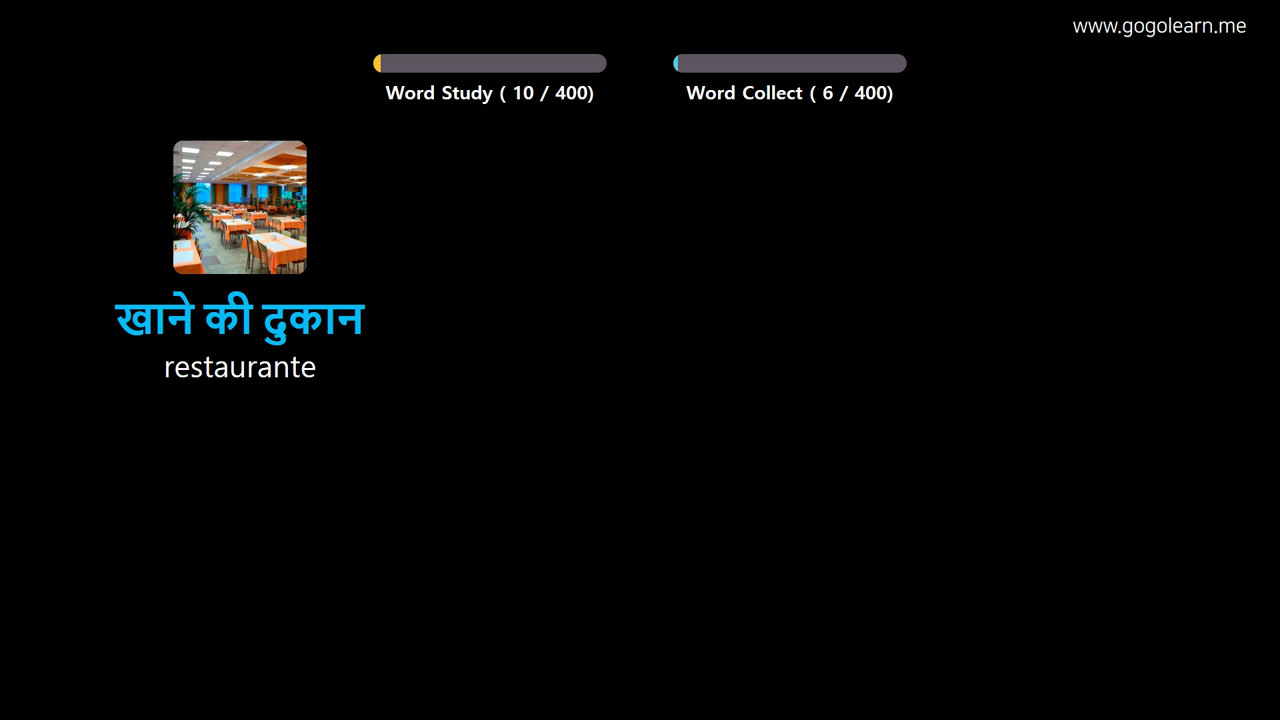 www.gogolearn.me
Word Study ( 10 / 400)
Word Collect ( 6 / 400)
खाने की दुकान
restaurante